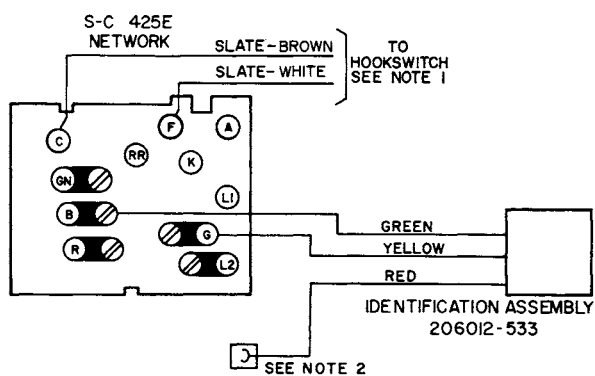 S-C 425E
NETWORK
SLATE-BROWN
SLATE-WHITE
TO
HOOKSWITCH
SEE NOTE 1
C
F
A
RR
K
GN
L1
B
R
G
L2
GREEN
YELLOW
RED
IDENTIFICATION ASSEMBLY
206012-533
SEE NOTE 2